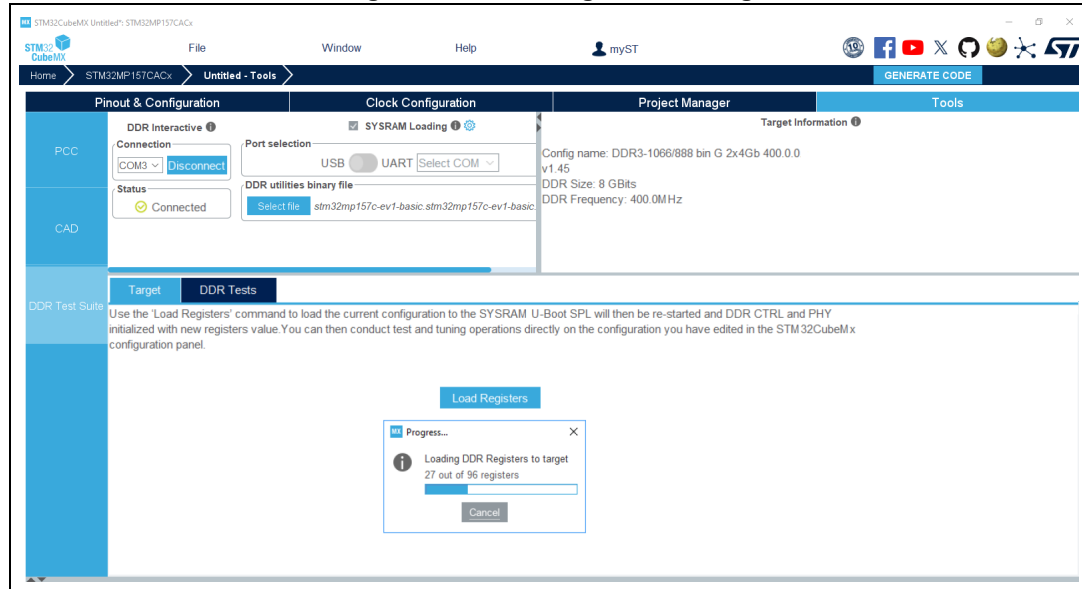 STM32CubeMX Untitled*: STM32MP157CACx
STM32 CubeMX
File Window Help myST
Home STM32MP157CACx Untitled - Tools GENERATE CODE
Pinout & Configuration Clock Configuration Project Manager Tools
PCC
CAD
DDR Test Suite
DDR Interactive
Connection
COM3 Disconnect
Status
Connected
SYSRAM Loading
Port selection
USB UART Select COM
DDR utilities binary file
Select file stm32mp157c-ev1-basic.stm32mp157c-ev1-basic.
Target Information
Config name: DDR3-1066/888 bin G 2x4Gb 400.0.0
v1.45
DDR Size: 8 GBits
DDR Frequency: 400.0MHz
Target DDR Tests
Use the 'Load Registers' command to load the current configuration to the SYSRAM U-Boot SPL will then be re-started and DDR CTRL and PHY
initialized with new registers value.You can then conduct test and tuning operations directly on the configuration you have edited in the STM32CubeMx
configuration panel.
Load Registers
MX Progress...
Loading DDR Registers to target
27 out of 96 registers
Cancel